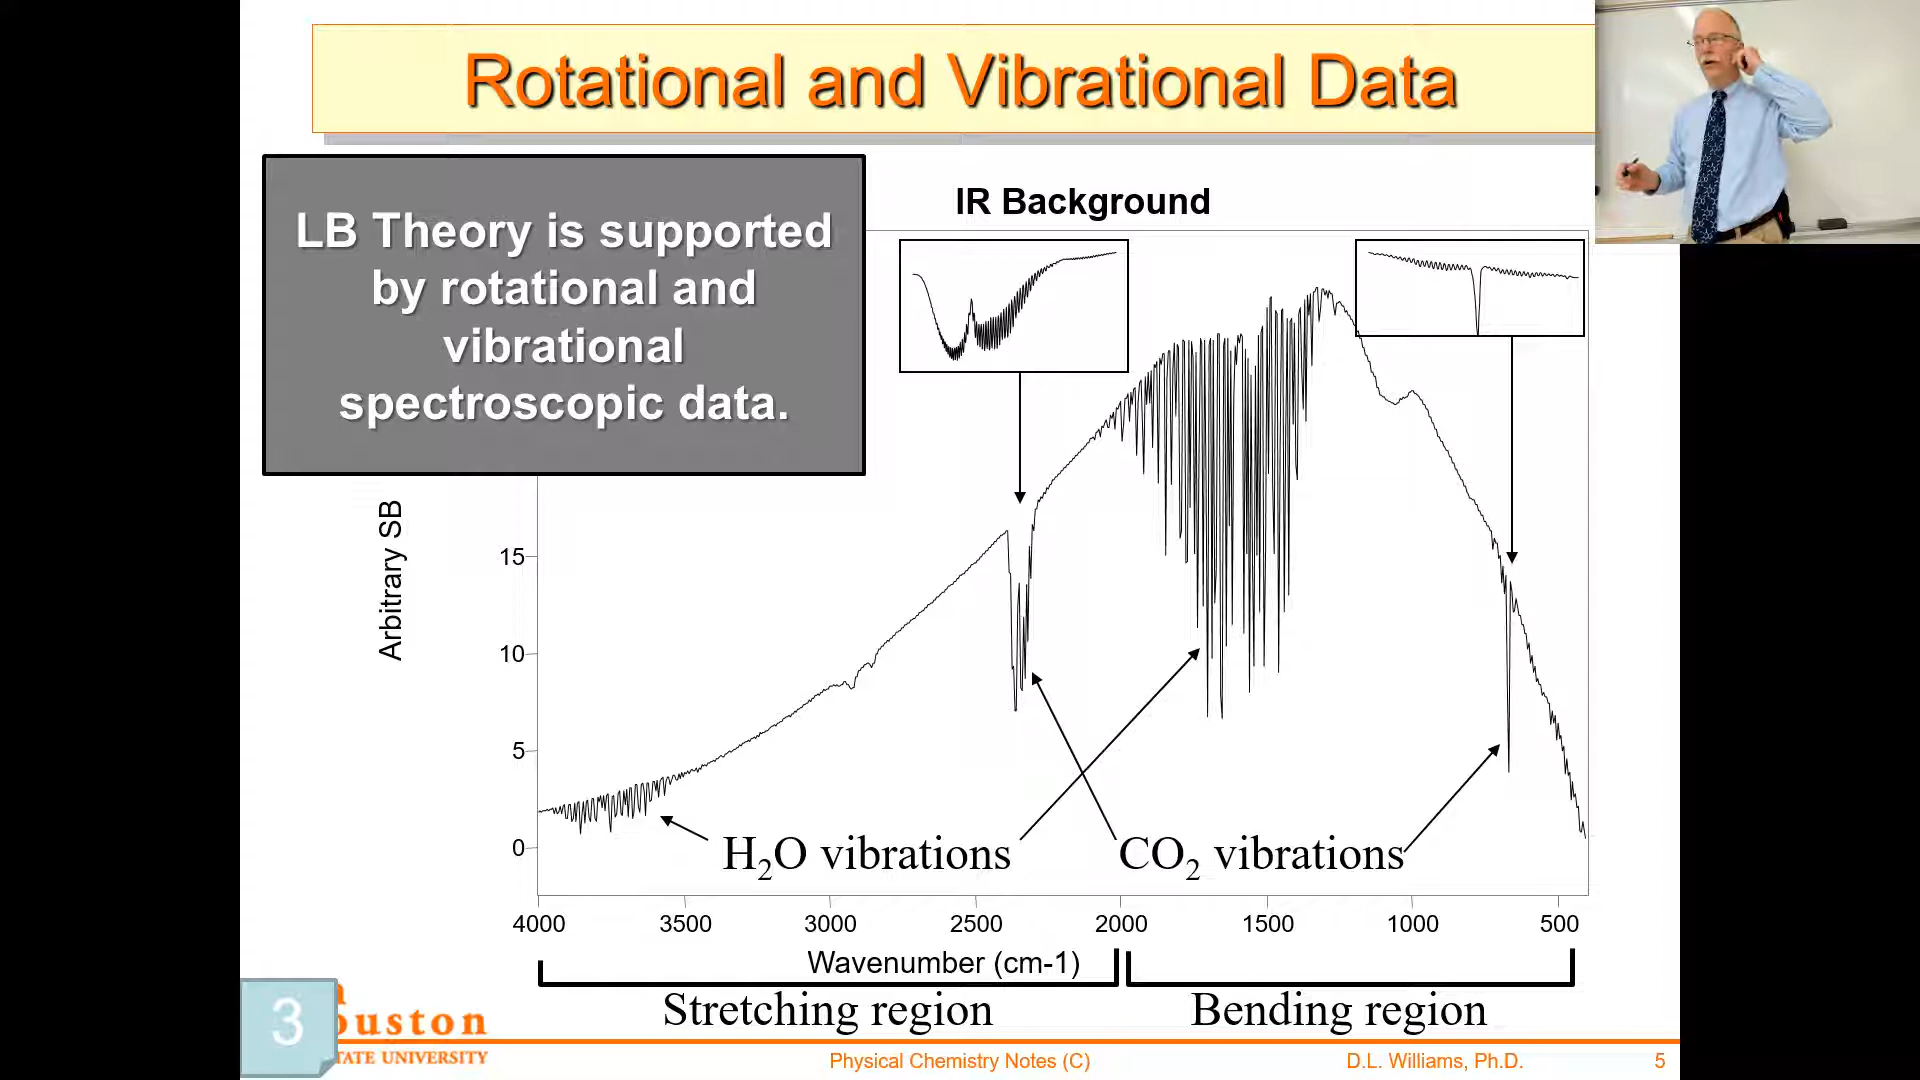 Rotational and Vibrational Data
LB Theory is supported
by rotational and
vibrational
spectroscopic data.
IR Background
Arbitrary SB
15
10
5
0
H₂O vibrations
CO₂ vibrations
4000 3500 3000 2500 2000 1500 1000 500
Wavenumber (cm-1)
Stretching region
Bending region
3
ouston
TATE UNIVERSITY
Physical Chemistry Notes (C)
D.L. Williams, Ph.D.
5